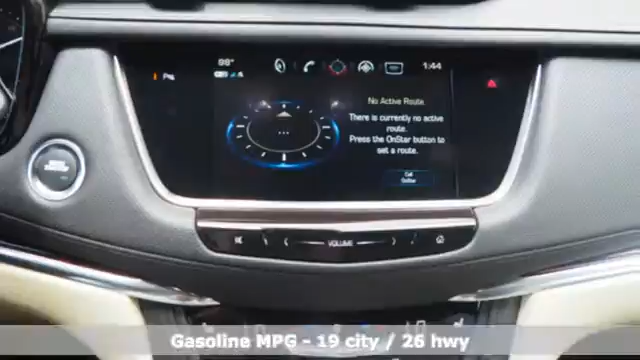 88°
1:44
No Active Route.
There is currently no active
route.
Press the OnStar button to
set a route.
Call
OnStar
VOLUME
Gasoline MPG - 19 city / 26 hwy